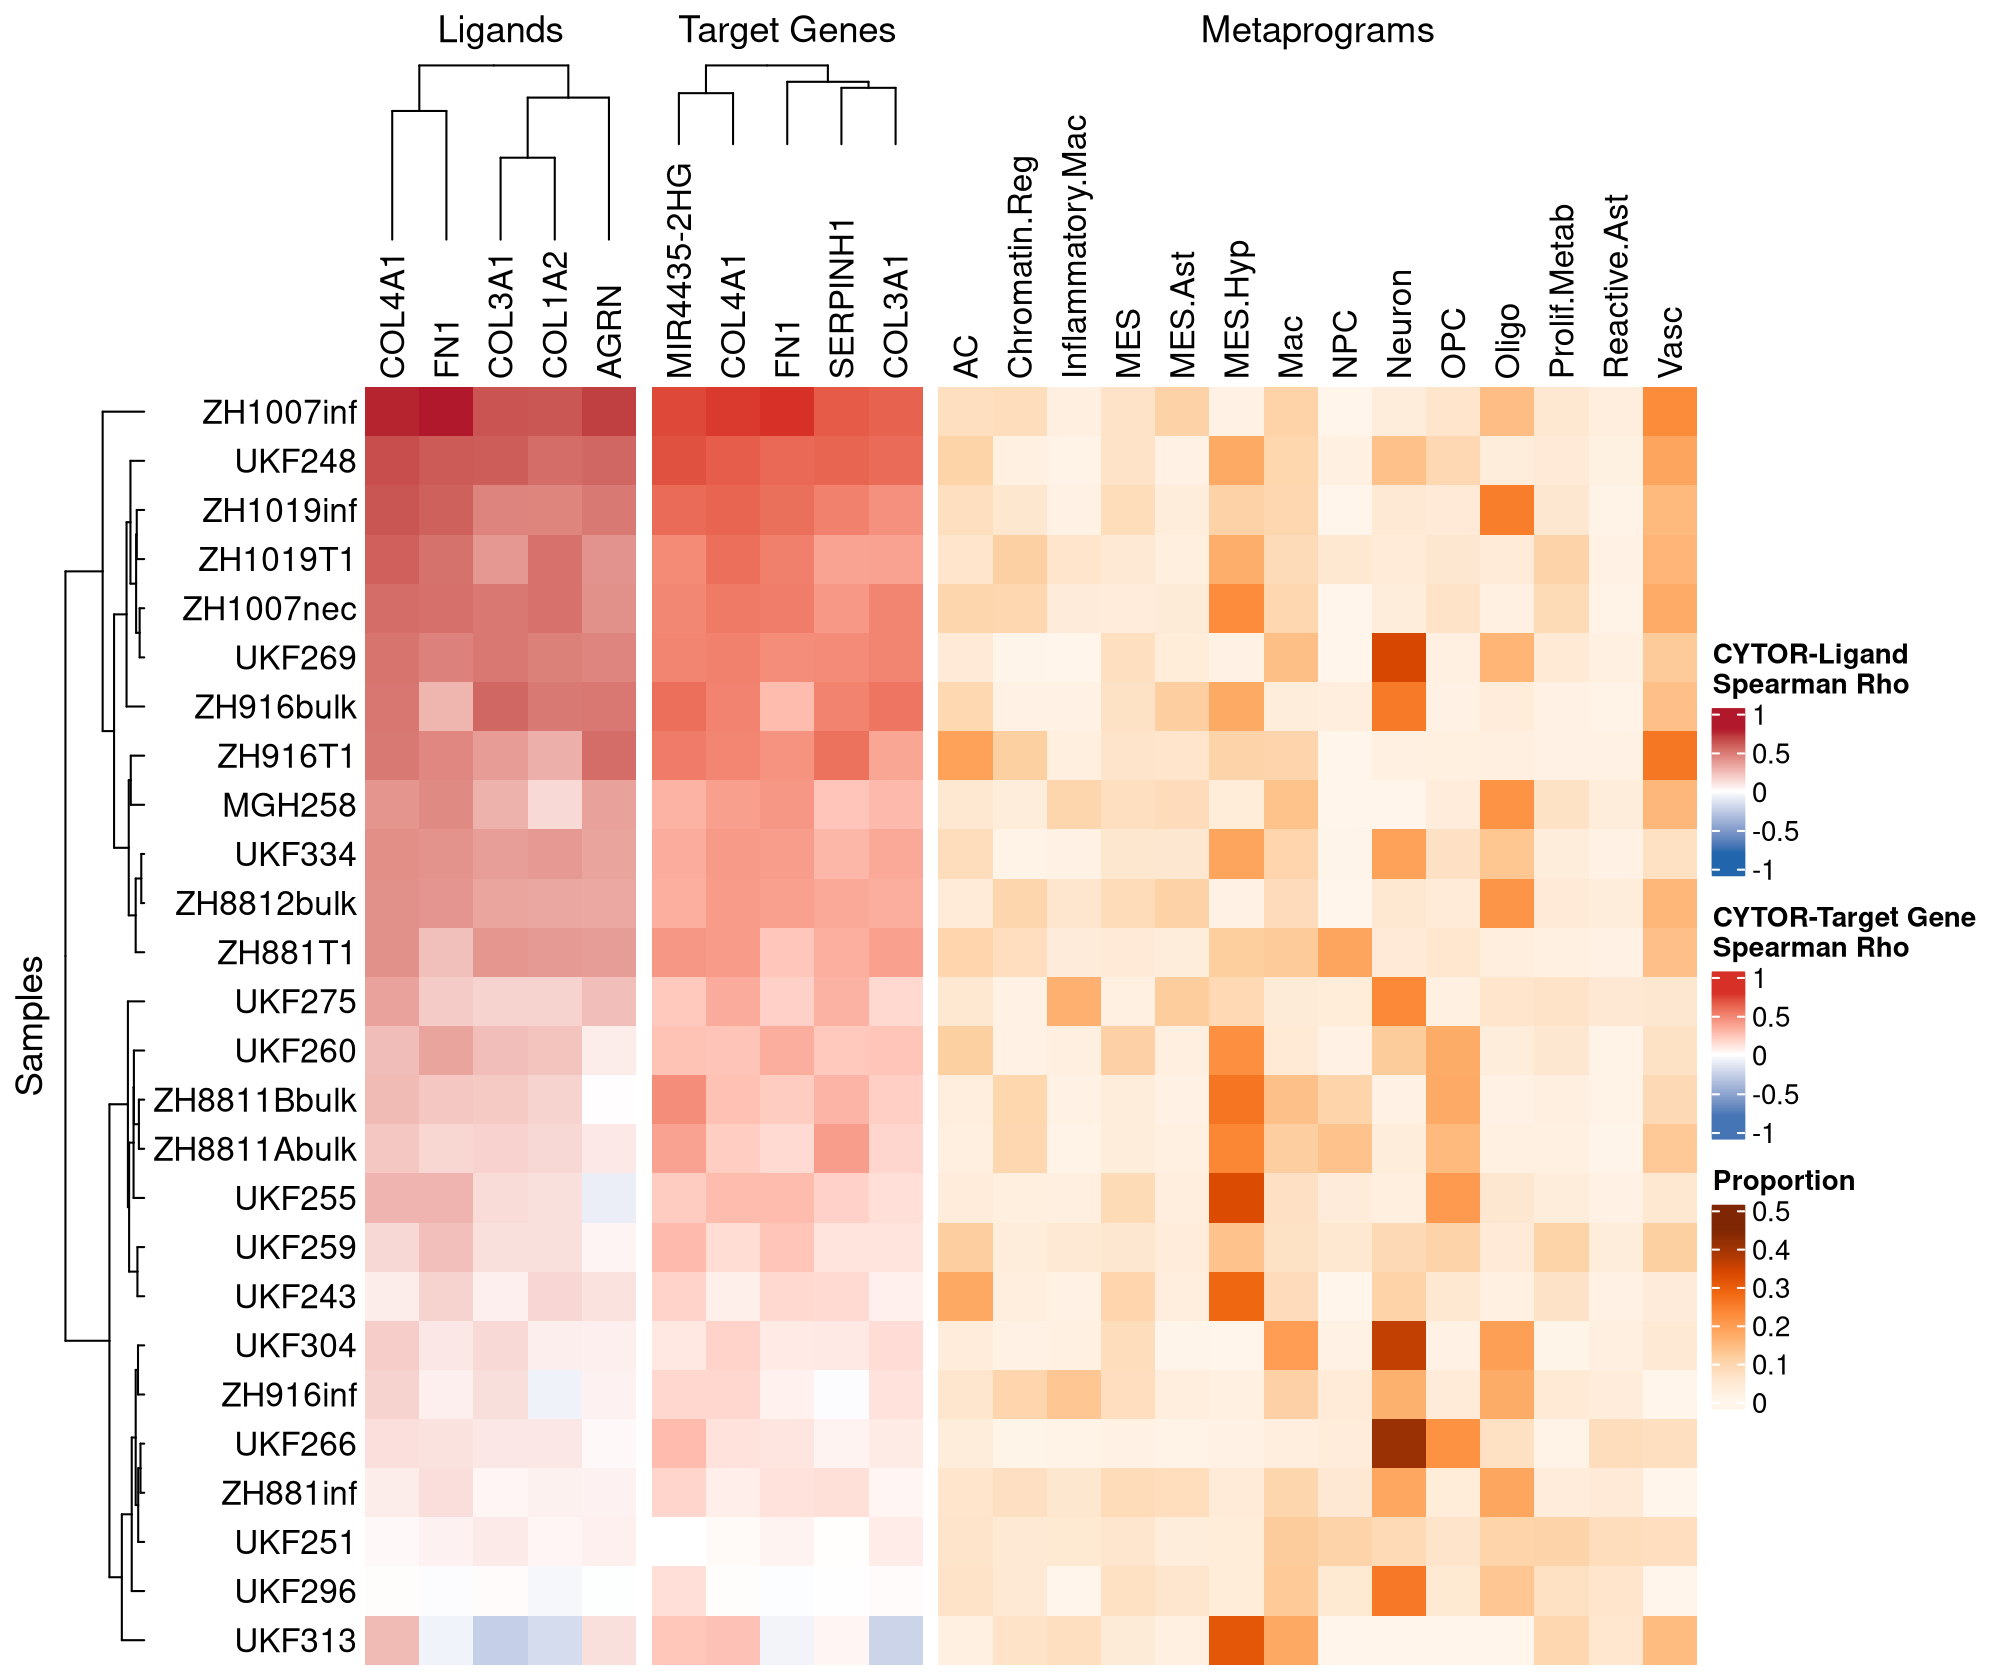 Ligands
Target Genes
Metaprograms
COL4A1
FN1
COL3A1
COL1A2
AGRN
MIR4435-2HG
COL4A1
FN1
SERPINH1
COL3A1
AC
Chromatin.Reg
Inflammatory.Mac
MES
MES.Ast
MES.Hyp
Mac
NPC
Neuron
OPC
Oligo
Prolif.Metab
Reactive.Ast
Vasc
Samples
ZH1007inf
UKF248
ZH1019inf
ZH1019T1
ZH1007nec
UKF269
ZH916bulk
ZH916T1
MGH258
UKF334
ZH8812bulk
ZH881T1
UKF275
UKF260
ZH8811Bbulk
ZH8811Abulk
UKF255
UKF259
UKF243
UKF304
ZH916inf
UKF266
ZH881inf
UKF251
UKF296
UKF313
CYTOR-Ligand
Spearman Rho
1
0.5
0
-0.5
-1
CYTOR-Target Gene
Spearman Rho
1
0.5
0
-0.5
-1
Proportion
0.5
0.4
0.3
0.2
0.1
0